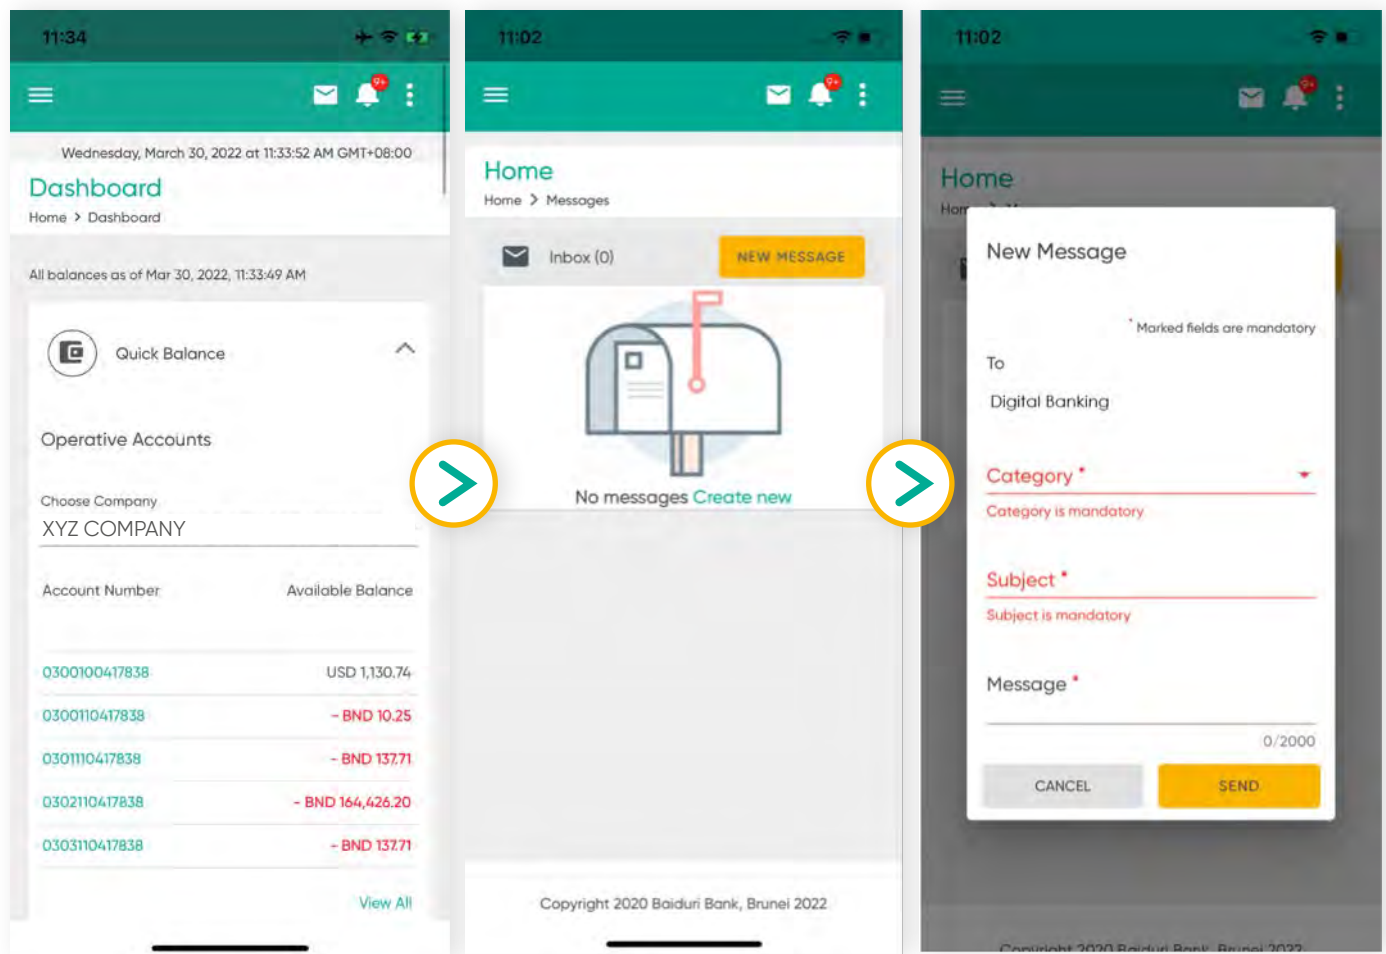 11:34
9+
Wednesday, March 30, 2022 at 11:33:52 AM GMT+08:00
Dashboard
Home > Dashboard
All balances as of Mar 30, 2022, 11:33:49 AM
Quick Balance
Operative Accounts
Choose Company
XYZ COMPANY
Account Number Available Balance
0300100417838 USD 1,130.74
0300110417838 - BND 10.25
0301110417838 - BND 137.71
0302110417838 - BND 164,426.20
0303110417838 - BND 137.71
View All
11:02
9+
Home
Home > Messages
Inbox (0) NEW MESSAGE
No messages Create new
Copyright 2020 Baiduri Bank, Brunei 2022
11:02
9+
Home
New Message
* Marked fields are mandatory
To
Digital Banking
Category *
Category is mandatory
Subject *
Subject is mandatory
Message *
0/2000
CANCEL SEND
Copyright 2020 Baiduri Bank, Brunei 2022